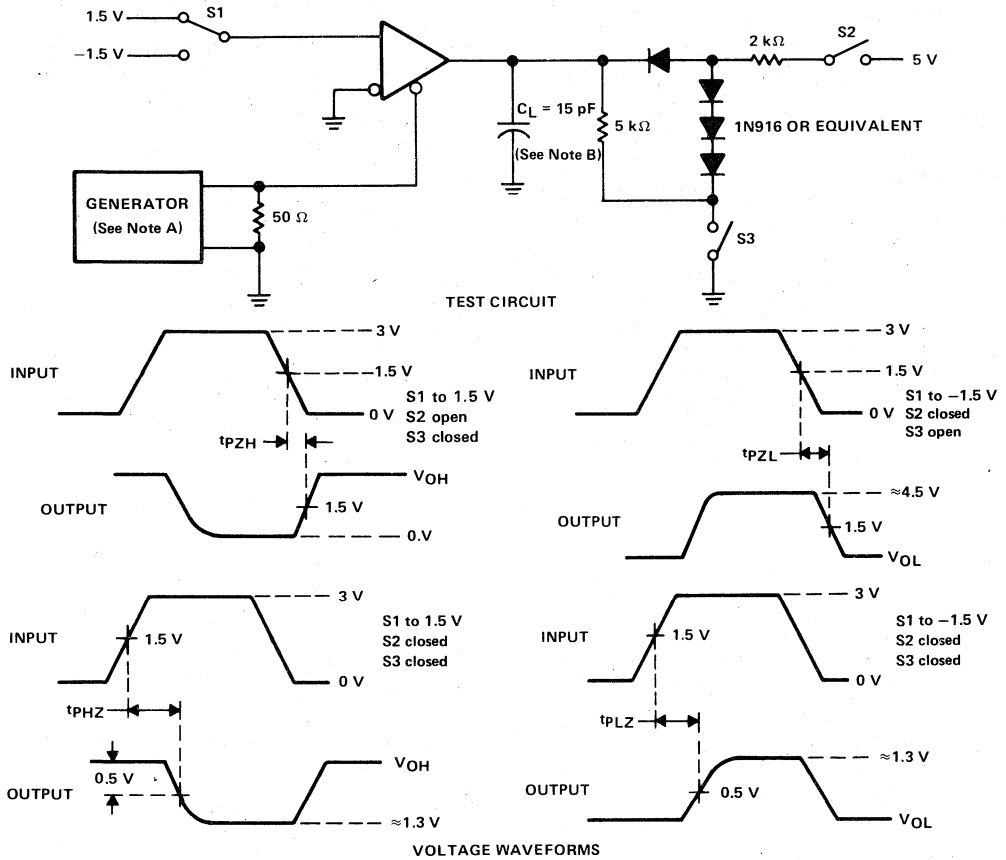 1.5 V
S1
−1.5 V
2 kΩ
S2
5 V
CL = 15 pF
(See Note B)
5 kΩ
1N916 OR EQUIVALENT
GENERATOR
(See Note A)
50 Ω
S3
TEST CIRCUIT
INPUT
3 V
1.5 V
0 V
S1 to 1.5 V
S2 open
S3 closed
tPZH
OUTPUT
VOH
1.5 V
0.V
INPUT
3 V
1.5 V
0 V
S1 to −1.5 V
S2 closed
S3 open
tPZL
OUTPUT
≈4.5 V
1.5 V
VOL
INPUT
3 V
1.5 V
0 V
S1 to 1.5 V
S2 closed
S3 closed
tPHZ
OUTPUT
0.5 V
VOH
≈1.3 V
INPUT
3 V
1.5 V
0 V
S1 to −1.5 V
S2 closed
S3 closed
tPLZ
OUTPUT
≈1.3 V
0.5 V
VOL
VOLTAGE WAVEFORMS